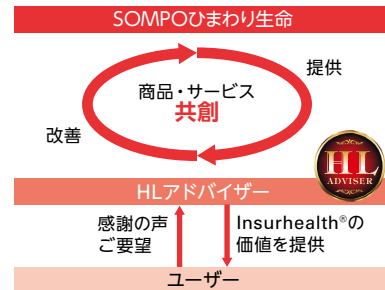 SOMPOひまわり生命
提供
商品・サービス
共創
改善
HL
ADVISER
HLアドバイザー
感謝の声
ご要望
Insurhealth®の
価値を提供
ユーザー